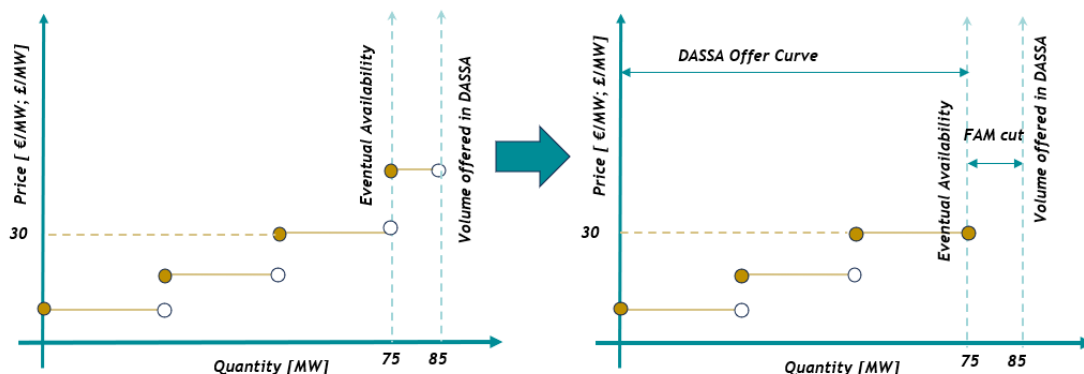 Price [ €/MW; £/MW]
30
Eventual Availability
Volume offered in DASSA
75
85
Quantity [MW]
Price [ €/MW; £/MW]
30
DASSA Offer Curve
Eventual Availability
FAM cut
Volume offered in DASSA
75
85
Quantity [MW]